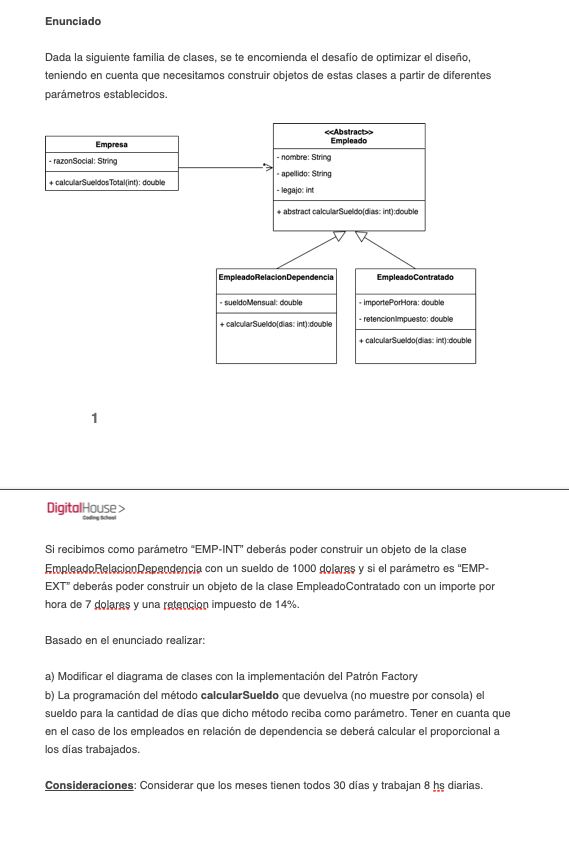 Enunciado
Dada la siguiente familia de clases, se te encomienda el desafío de optimizar el diseño,
teniendo en cuenta que necesitamos construir objetos de estas clases a partir de diferentes
parámetros establecidos.
Empresa
- razonSocial: String
+ calcularSueldosTotal(int): double
*
<<Abstract>>
Empleado
- nombre: String
- apellido: String
- legajo: int
+ abstract calcularSueldo(dias: int):double
EmpleadoRelacionDependencia
- sueldoMensual: double
+ calcularSueldo(dias: int):double
EmpleadoContratado
- importePorHora: double
- retencionImpuesto: double
+ calcularSueldo(dias: int):double
1
DigitalHouse>
Coding School
Si recibimos como parámetro “EMP-INT” deberás poder construir un objeto de la clase
EmpleadoRelacionDependencia con un sueldo de 1000 dolares y si el parámetro es “EMP-
EXT” deberás poder construir un objeto de la clase EmpleadoContratado con un importe por
hora de 7 dolares y una retencion impuesto de 14%.
Basado en el enunciado realizar:
a) Modificar el diagrama de clases con la implementación del Patrón Factory
b) La programación del método calcularSueldo que devuelva (no muestre por consola) el
sueldo para la cantidad de días que dicho método reciba como parámetro. Tener en cuanta que
en el caso de los empleados en relación de dependencia se deberá calcular el proporcional a
los días trabajados.
Consideraciones: Considerar que los meses tienen todos 30 días y trabajan 8 hs diarias.